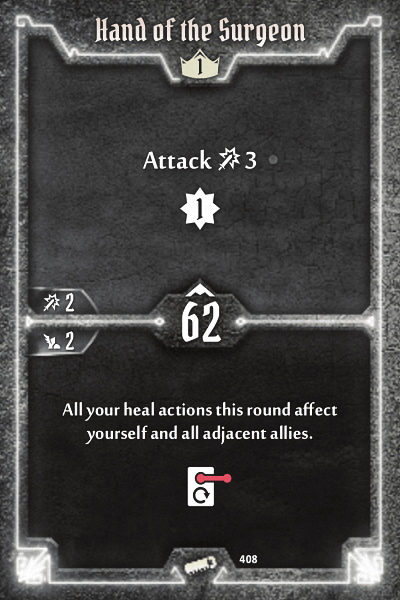 Hand of the Surgeon
1
Attack 3
1
2
62
2
All your heal actions this round affect
yourself and all adjacent allies.
408